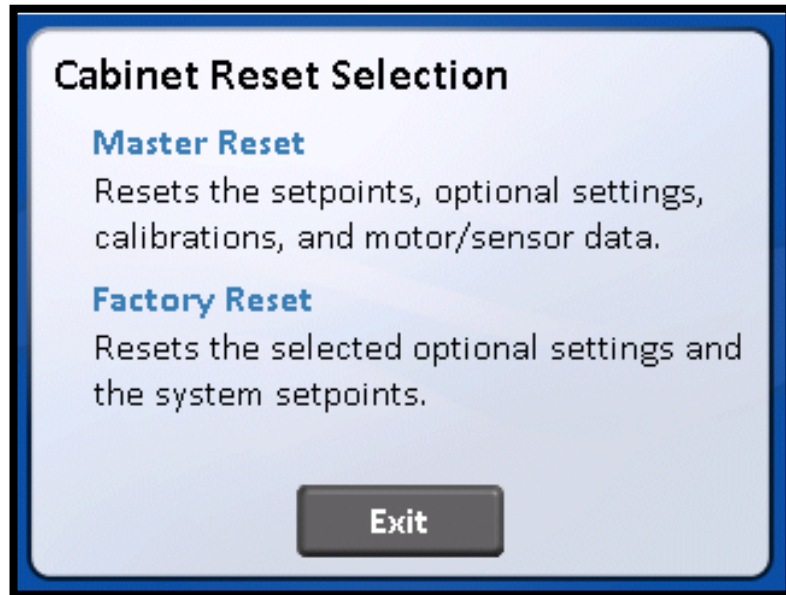 Cabinet Reset Selection
Master Reset
Resets the setpoints, optional settings,
calibrations, and motor/sensor data.
Factory Reset
Resets the selected optional settings and
the system setpoints.
Exit